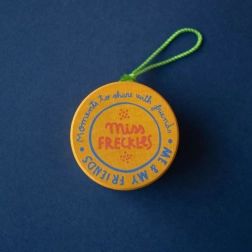 Moments to share with friends
miss
FRECKLES
• ME & MY FRIENDS •